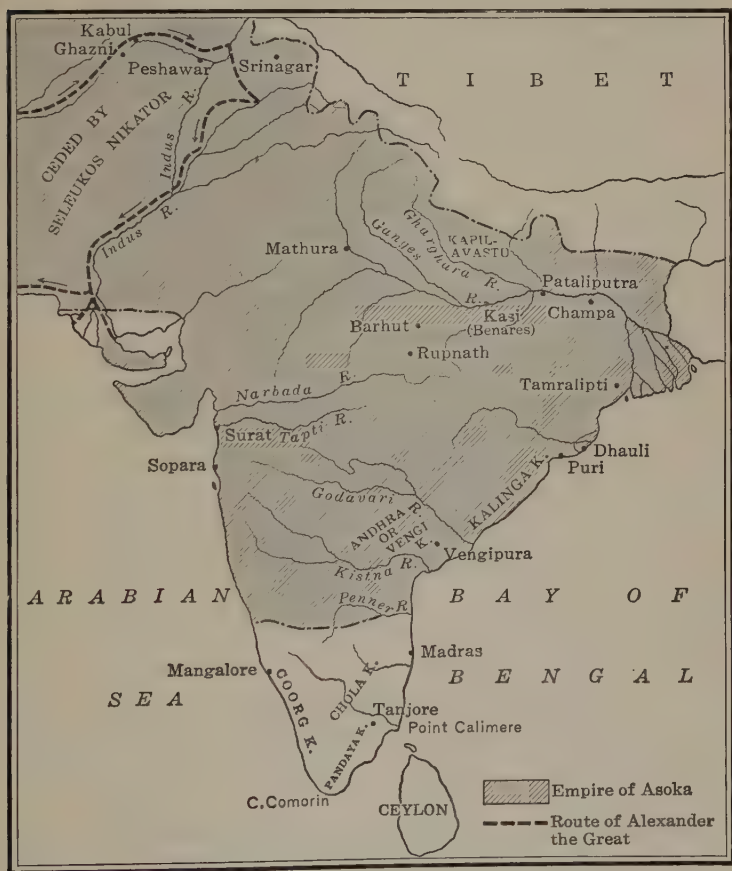 Kabul
Ghazni
Peshawar
Srinagar
T I B E T
CEDED BY
SELEUKOS NIKATOR
Indus R.
Indus R.
Mathura
Ganges R.
Gharghara R.
KAPIL-
AVASTO
Pataliputra
Kasi
(Benares)
Champa
Barhut
Rupnath
Narbada R.
Tamralipti
Surat
Tapti R.
Sopara
Dhauli
Puri
Godavari R.
KALINGA K.
ANDHRA
OR
VENGI
K.
Vengipura
Kistna R.
Penner R
A R A B I A N
SEA
B A Y O F
B E N G A L
Madras
Mangalore
COORG K.
CHOLA K.
Tanjore
PANDAYA K.
Point Calimere
C. Comorin
CEYLON
Empire of Asoka
Route of Alexander
the Great